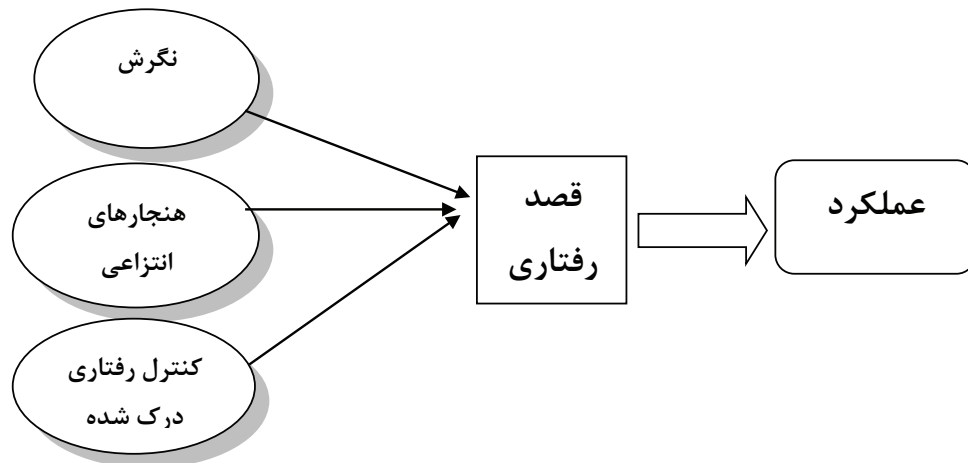 نگرش
هنجارهای
انتزاعی
کنترل رفتاری
درک شده
قصد
رفتاری
عملکرد